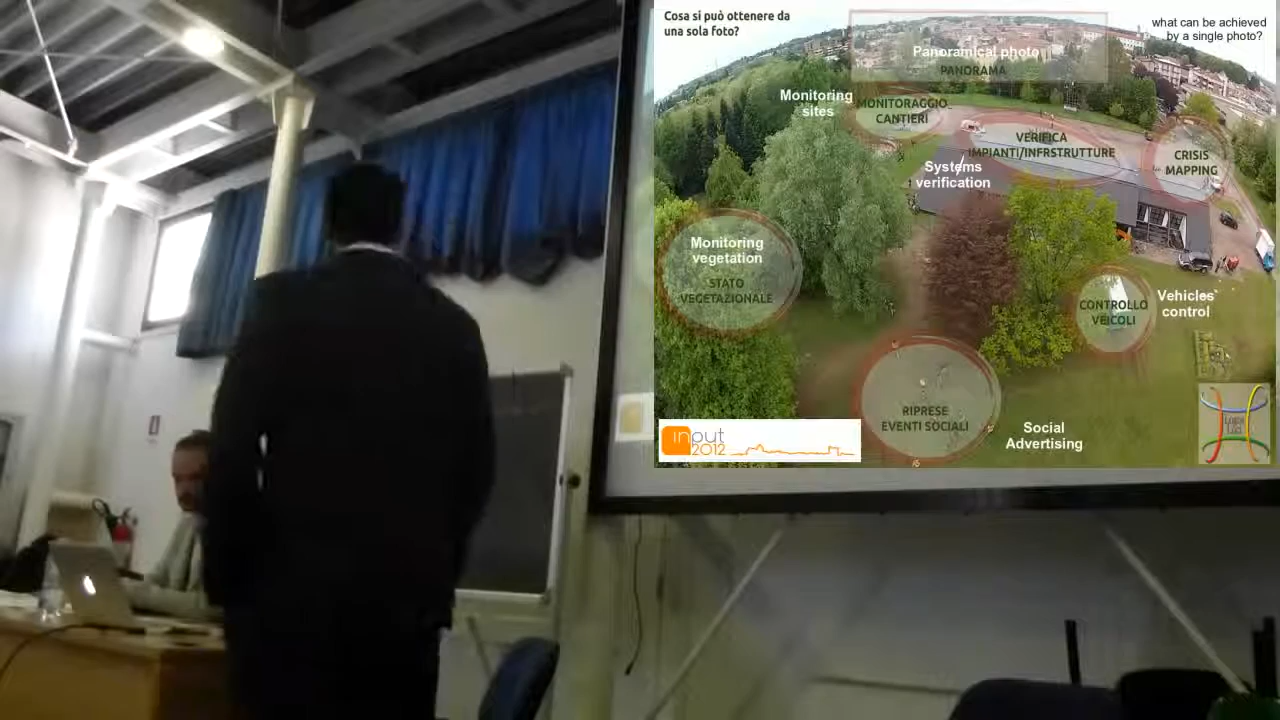 Cosa si può ottenere da
una sola foto?
what can be achieved
by a single photo?
Panoramical photo
PANORAMA
Monitoring
sites
MONITORAGGIO
CANTIERI
VERIFICA
IMPIANTI/INFRSTRUTTURE
CRISIS
MAPPING
Systems
verification
Monitoring
vegetation
STATO
VEGETAZIONALE
CONTROLLO
VEICOLI
Vehicles`
control
RIPRESE
EVENTI SOCIALI
Social
Advertising
input
2012